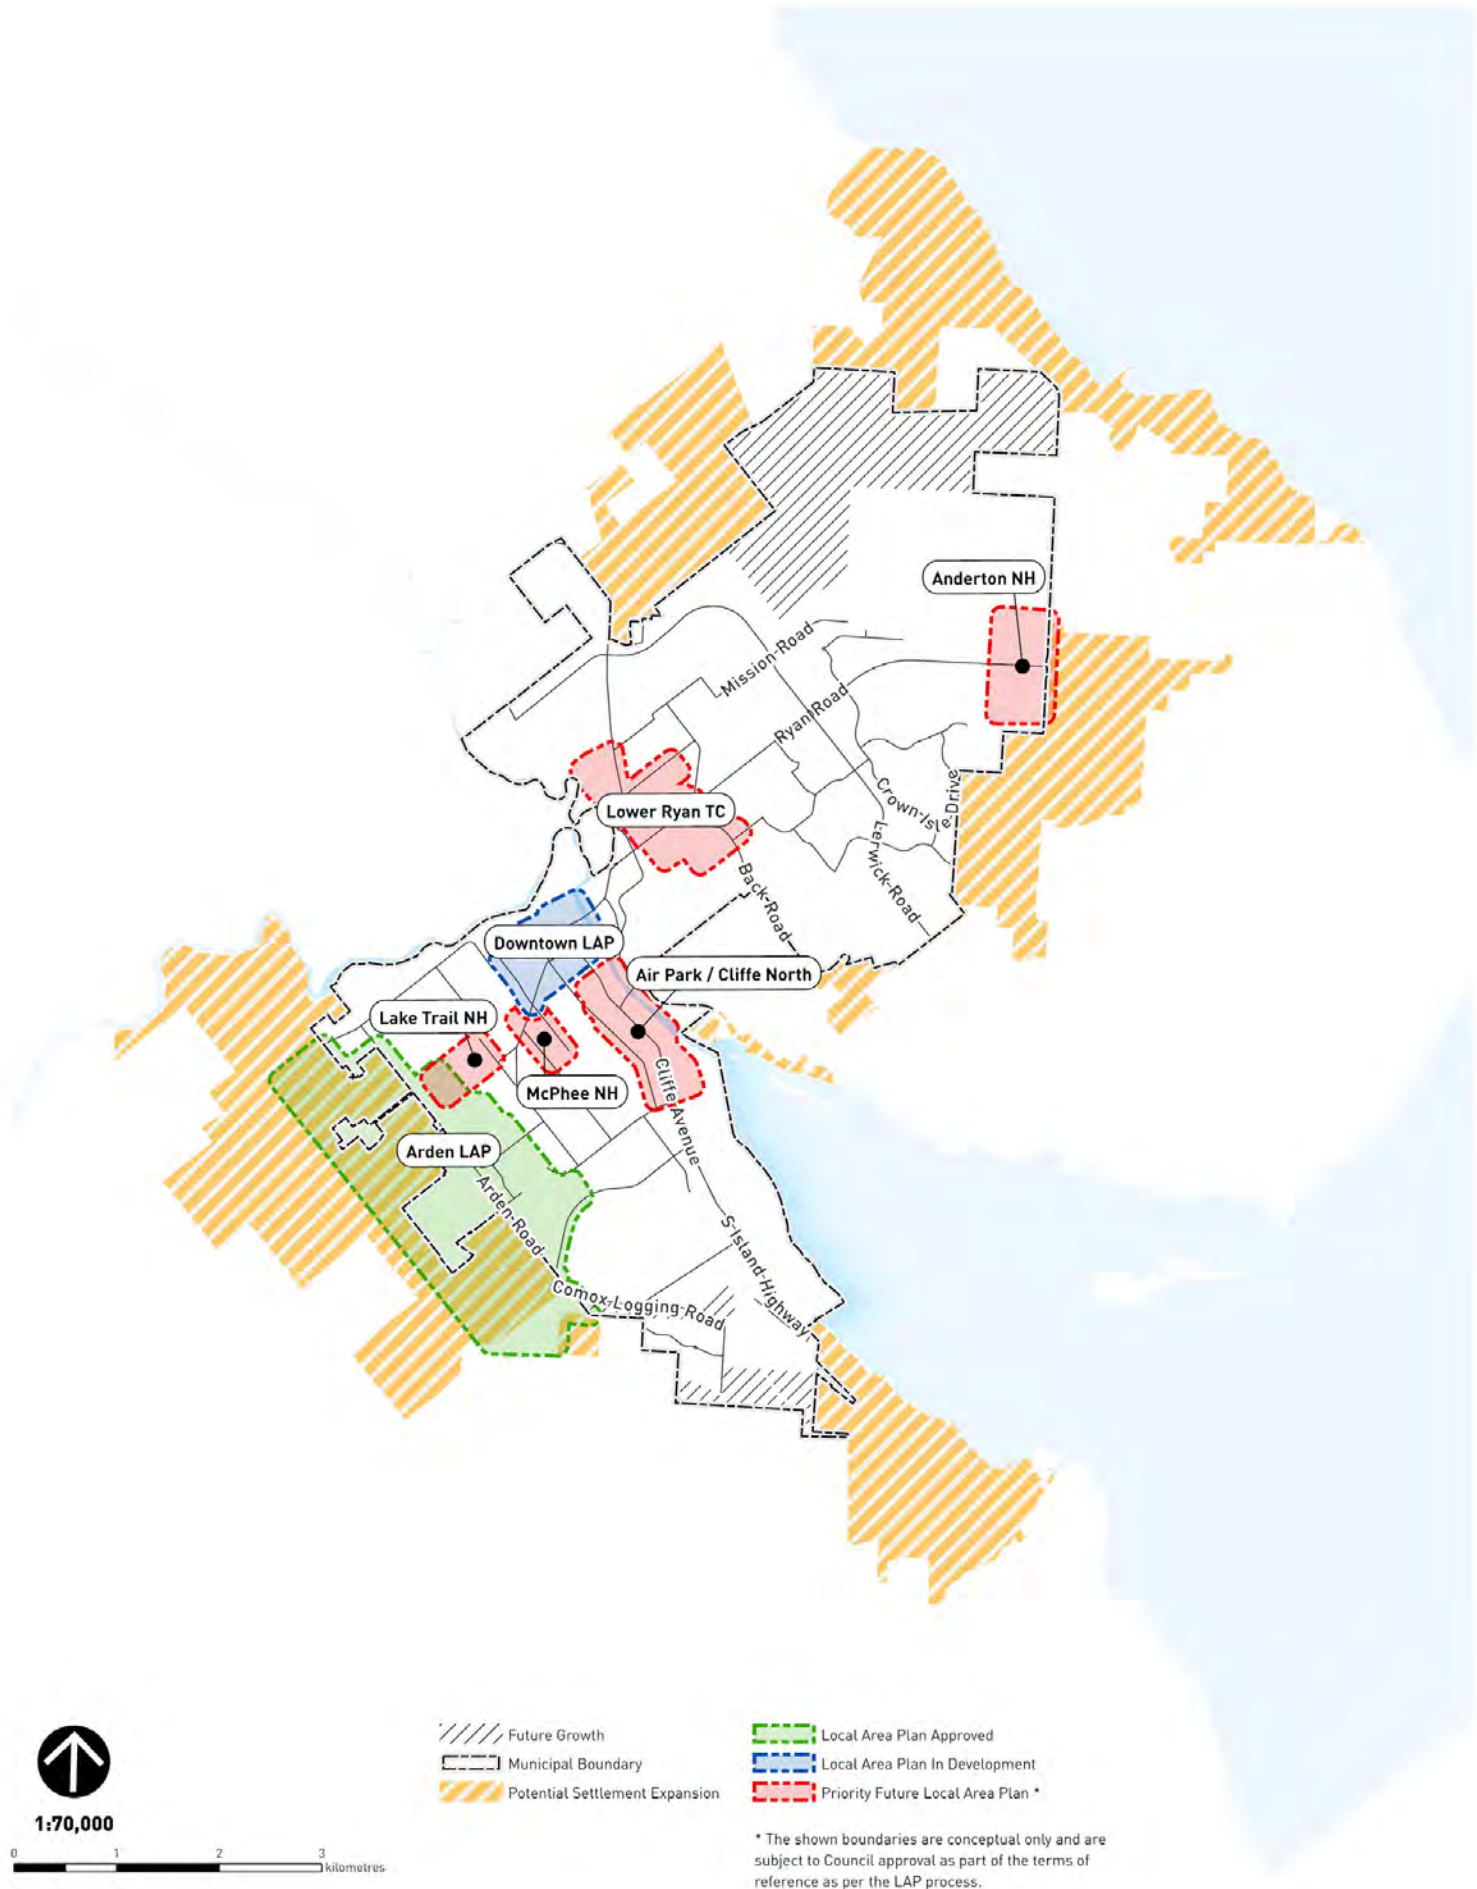 Anderton NH
Mission Road
Ryan Road
Lower Ryan TC
Crown Isle Drive
Lerwick Road
Back Road
Downtown LAP
Air Park / Cliffe North
Lake Trail NH
McPhee NH
Cliffe Avenue
Arden LAP
Arden Road
S Island Highway
Comox Logging Road
1:70,000
0 1 2 3
kilometres
Future Growth
Municipal Boundary
Potential Settlement Expansion
Local Area Plan Approved
Local Area Plan In Development
Priority Future Local Area Plan *
* The shown boundaries are conceptual only and are
subject to Council approval as part of the terms of
reference as per the LAP process.